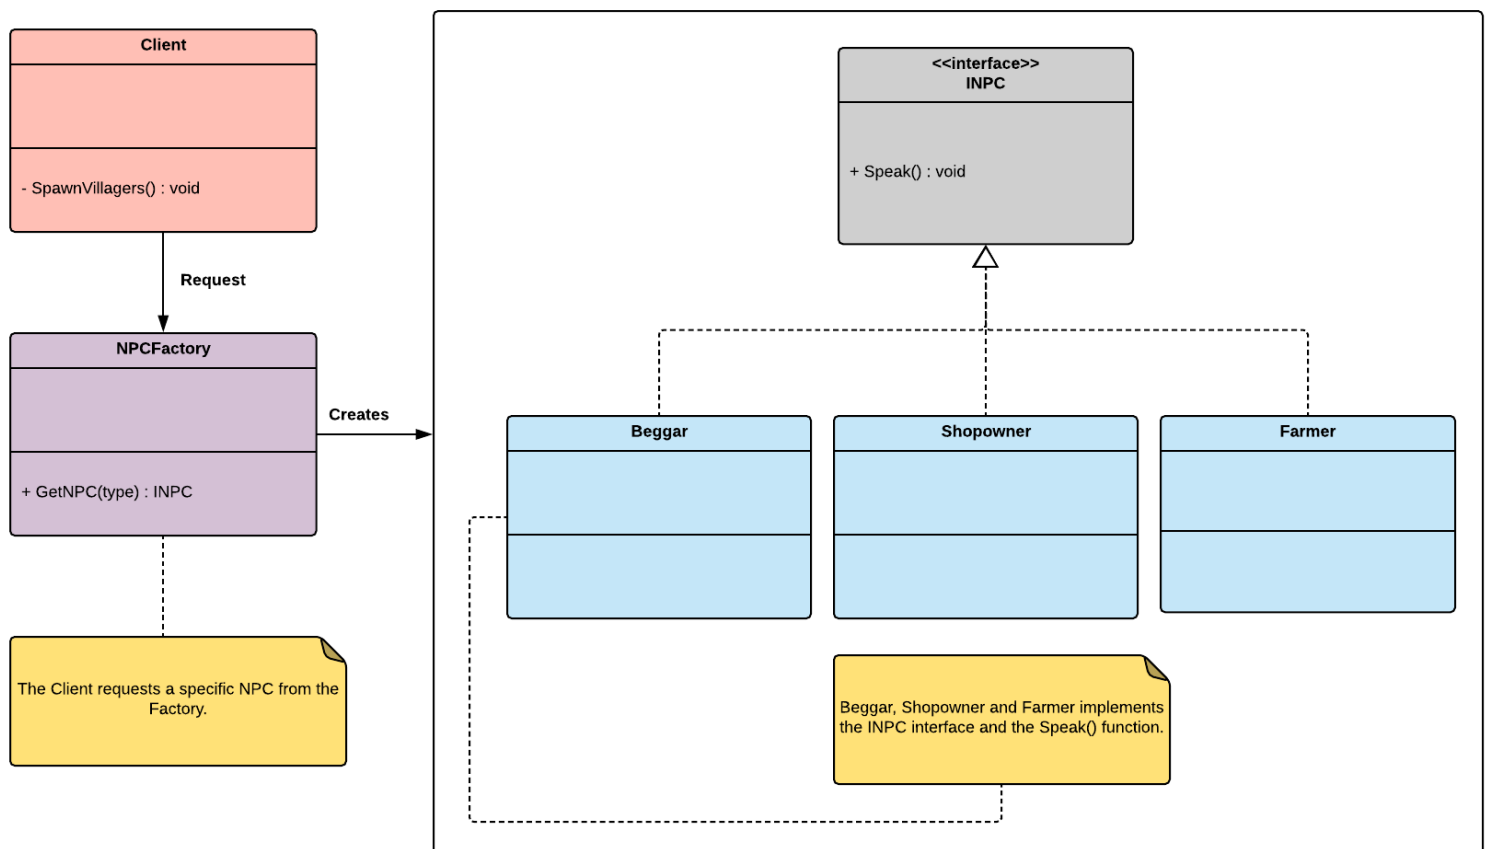 Client
- SpawnVillagers() : void
Request
NPCFactory
+ GetNPC(type) : INPC
Creates
The Client requests a specific NPC from the
Factory.
<<interface>>
INPC
+ Speak() : void
Beggar
Shopowner
Farmer
Beggar, Shopowner and Farmer implements
the INPC interface and the Speak() function.